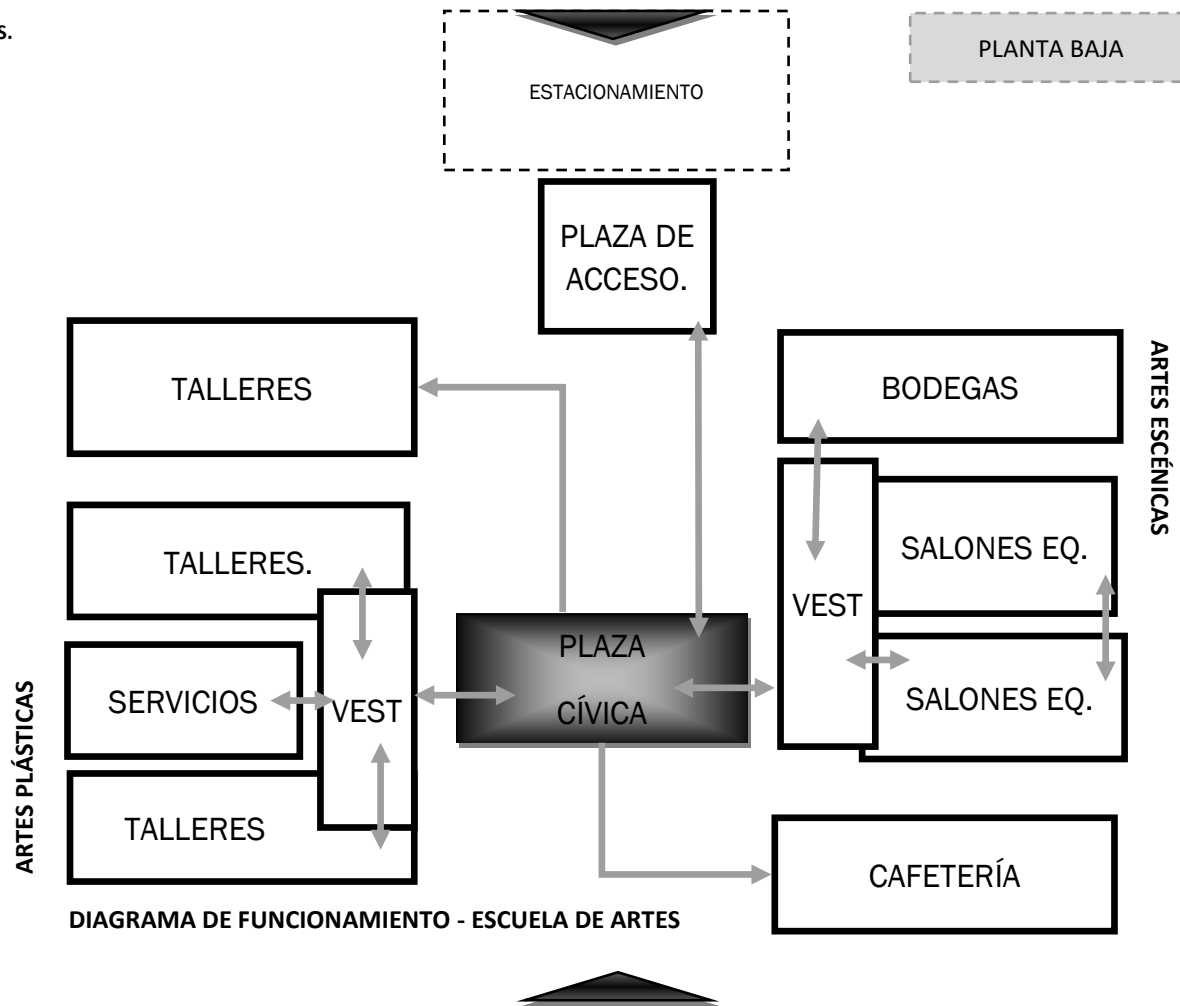 s.
PLANTA BAJA
ESTACIONAMIENTO
PLAZA DE
ACCESO.
TALLERES
BODEGAS
ARTES ESCÉNICAS
TALLERES.
SALONES EQ.
VEST
PLAZA
CÍVICA
SERVICIOS
VEST
SALONES EQ.
ARTES PLÁSTICAS
TALLERES
CAFETERÍA
DIAGRAMA DE FUNCIONAMIENTO - ESCUELA DE ARTES